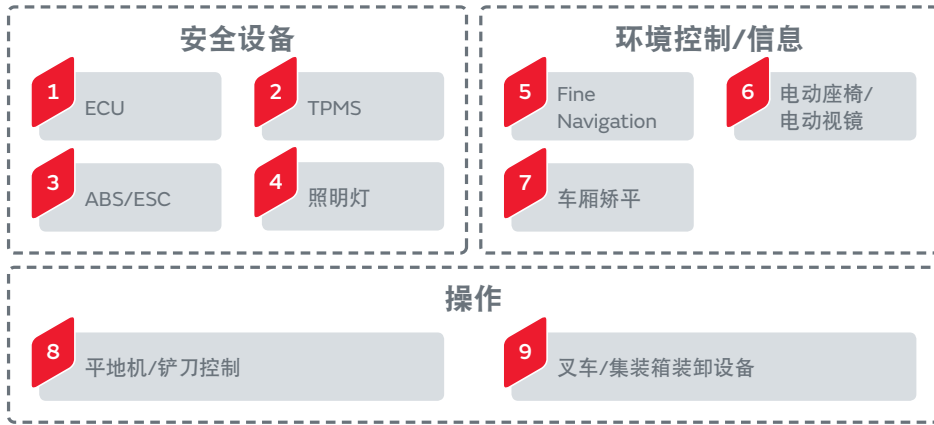 安全设备
1
ECU
2
TPMS
3
ABS/ESC
4
照明灯
环境控制/信息
5
Fine
Navigation
6
电动座椅/
电动视镜
7
车厢矫平
操作
8
平地机/铲刀控制
9
叉车/集装箱装卸设备